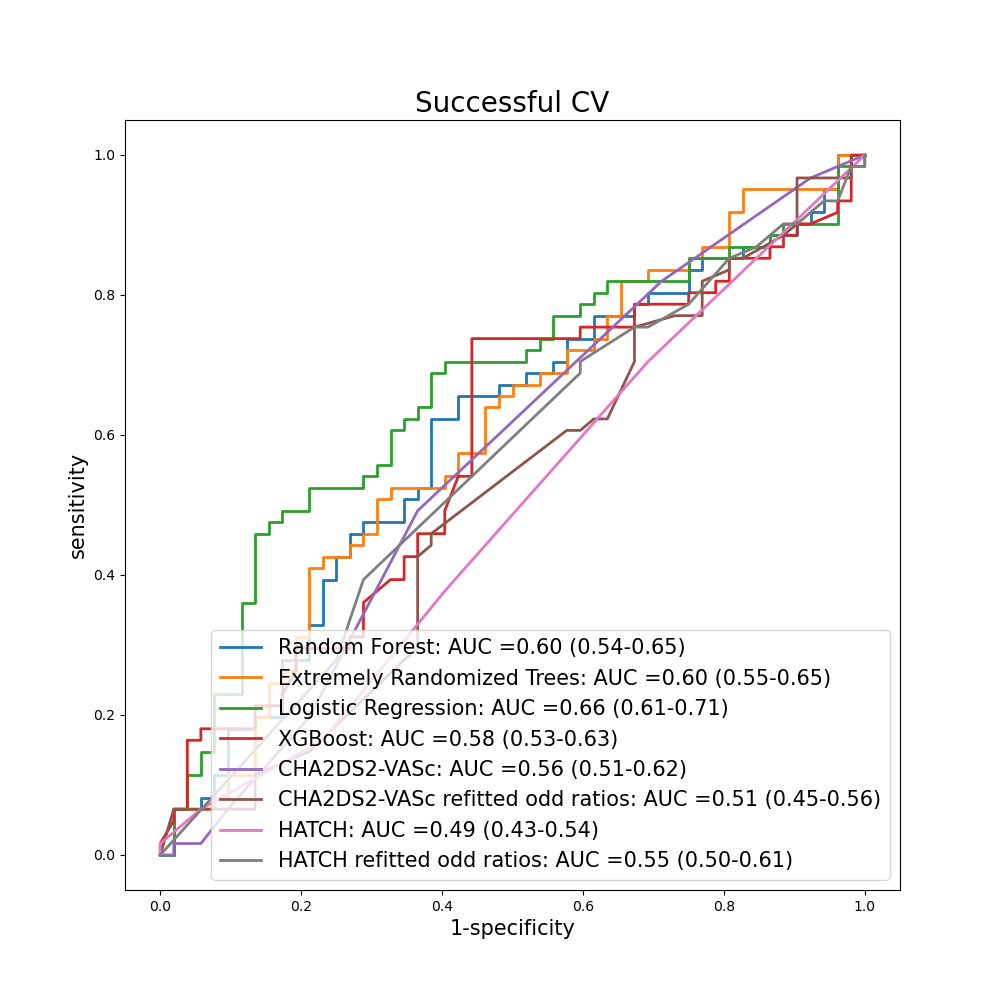 Successful CV
1.0
0.8
0.6
0.4
0.2
0.0
sensitivity
Random Forest: AUC =0.60 (0.54-0.65)
Extremely Randomized Trees: AUC =0.60 (0.55-0.65)
Logistic Regression: AUC =0.66 (0.61-0.71)
XGBoost: AUC =0.58 (0.53-0.63)
CHA2DS2-VASc: AUC =0.56 (0.51-0.62)
CHA2DS2-VASc refitted odd ratios: AUC =0.51 (0.45-0.56)
HATCH: AUC =0.49 (0.43-0.54)
HATCH refitted odd ratios: AUC =0.55 (0.50-0.61)
0.0 0.2 0.4 0.6 0.8 1.0
1-specificity